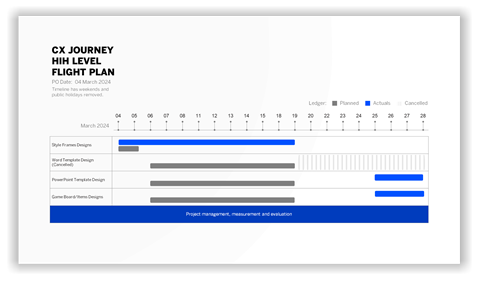 CX JOURNEY
HIH LEVEL
FLIGHT PLAN
PO Date: 04 March 2024
Timeline has weekends and
public holidays removed
Ledger: Planned Actuals Cancelled
04 05 06 07 08 11 12 13 14 15 18 19 20 22 25 26 27 28
March 2024
Style Frames Designs
Word Template Design
(Cancelled)
PowerPoint Template Design
Game Board/Items Designs
Project management, measurement and evaluation